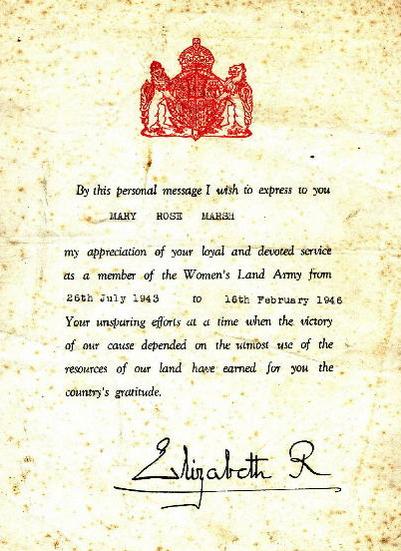 By this personal message I wish to express to you
MARY ROSE MARSH
my appreciation of your loyal and devoted service
as a member of the Women's Land Army from
26th July 1943 to 16th February 1946
Your unsparing efforts at a time when the victory
of our cause depended on the utmost use of the
resources of our land have earned for you the
country's gratitude.
Elizabeth R